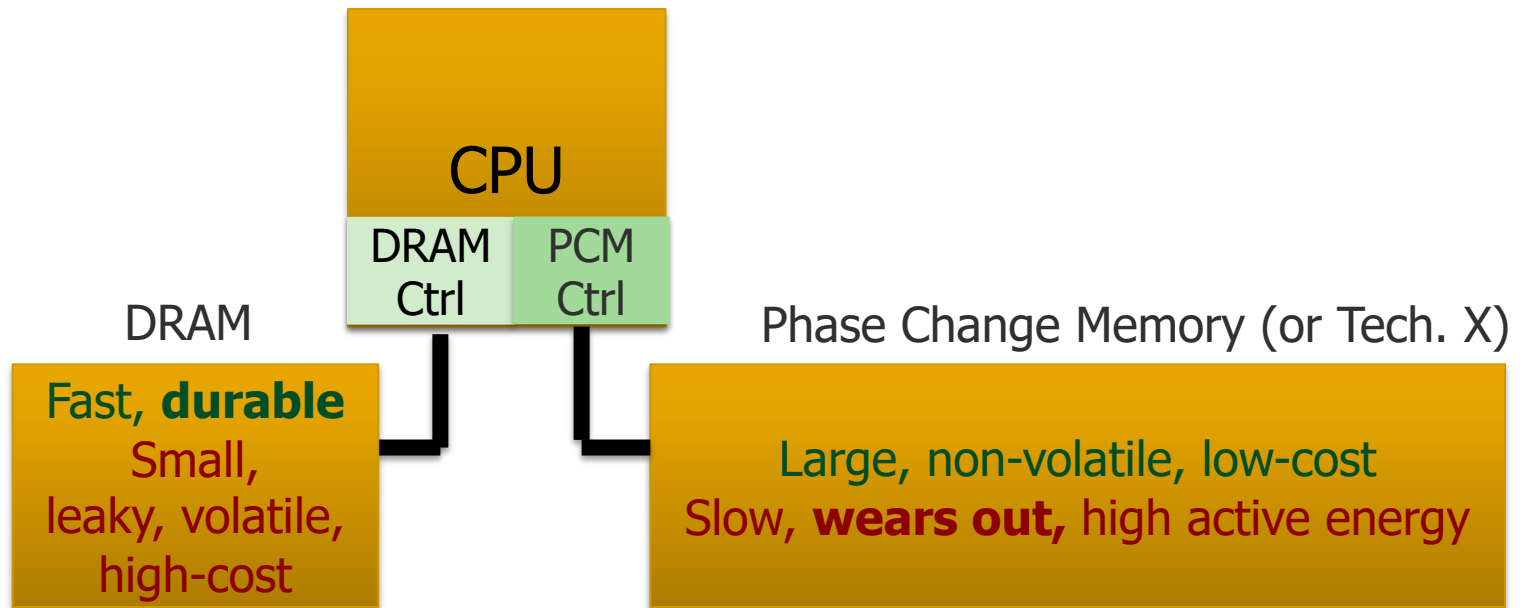 CPU
DRAM
Ctrl
PCM
Ctrl
DRAM
Fast, durable
Small,
leaky, volatile,
high-cost
Phase Change Memory (or Tech. X)
Large, non-volatile, low-cost
Slow, wears out, high active energy